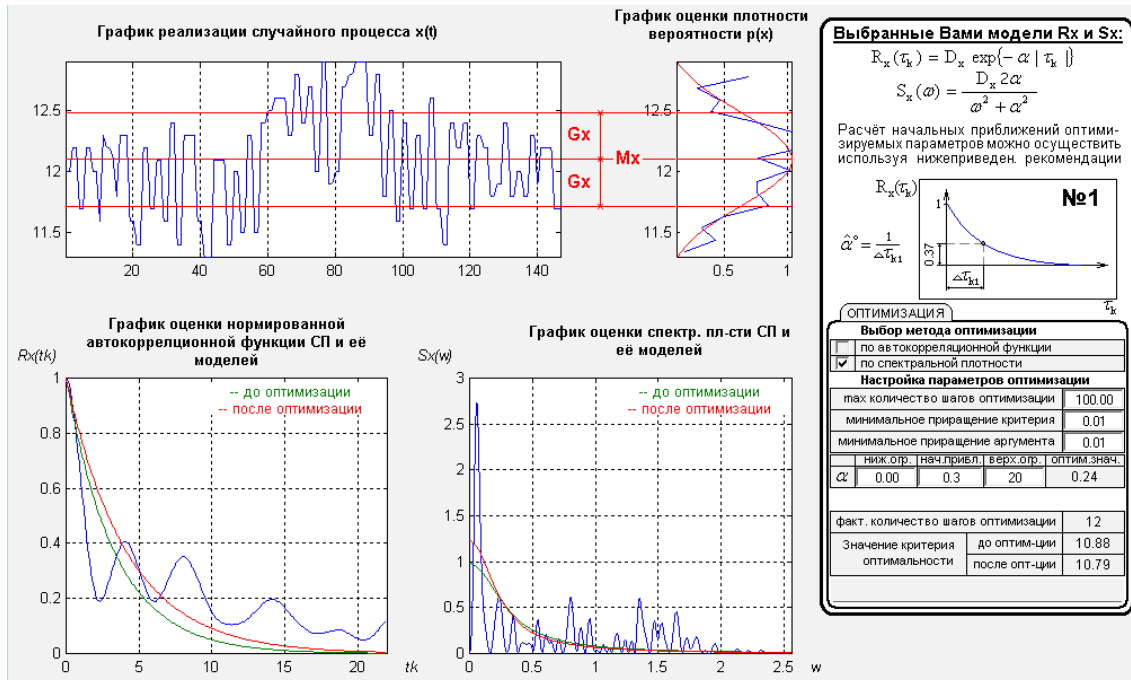 График реализации случайного процесса x(t)
12.5
12
11.5
20
40
60
80
100
120
140
Gx
Mx
Gx
График оценки плотности
вероятности p(x)
12.5
12
11.5
0.5
1
График оценки нормированной
автокорреляционной функции СП и её
моделей
Rx(tk)
-- до оптимизации
-- после оптимизации
1
0.8
0.6
0.4
0.2
0
0
5
10
15
20
tk
График оценки спектр. пл-сти СП и
её моделей
Sx(w)
-- до оптимизации
-- после оптимизации
3
2.5
2
1.5
1
0.5
0
0
0.5
1
1.5
2
2.5
w
Выбранные Вами модели Rx и Sx:
Rx(τk) = Dx exp{− α | τk |}
Sx(ω) = Dx 2α / ω² + α²
Расчёт начальных приближений оптими-
зируемых параметров можно осуществить
используя нижеприведен. рекомендации
Rx(τk)
№1
1
α̂° = 1 / △τk1
0.37
△τk1
τk
ОПТИМИЗАЦИЯ
Выбор метода оптимизации
по автокорреляционной функции
по спектральной плотности
Настройка параметров оптимизации
max количество шагов оптимизации 100.00
минимальное приращение критерия 0.01
минимальное приращение аргумента 0.01
ниж.огр. нач.прибл. верх.огр. оптим.знач.
α 0.00 0.3 20 0.24
факт. количество шагов оптимизации 12
Значение критерия оптимальности
до оптим-ции 10.88
после опт-ции 10.79